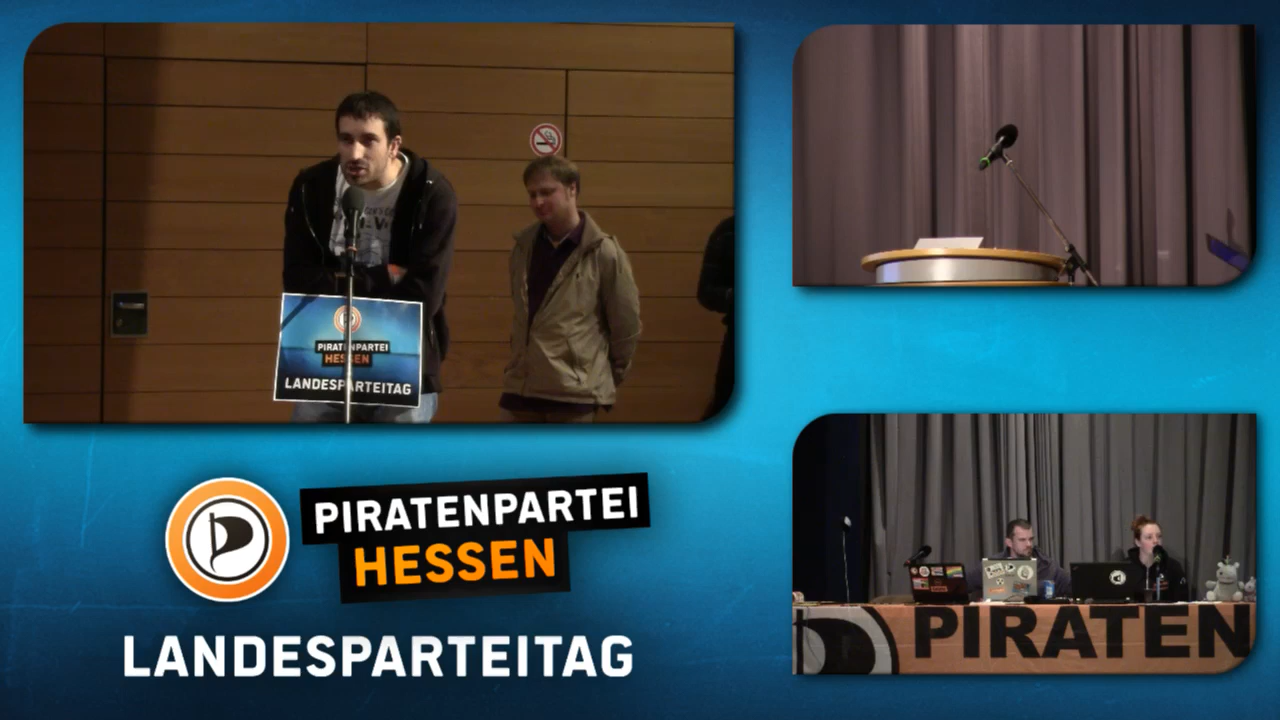 PIRATENPARTEI
HESSEN
LANDESPARTEITAG
PIRATENPARTEI
HESSEN
LANDESPARTEITAG
PIRATEN